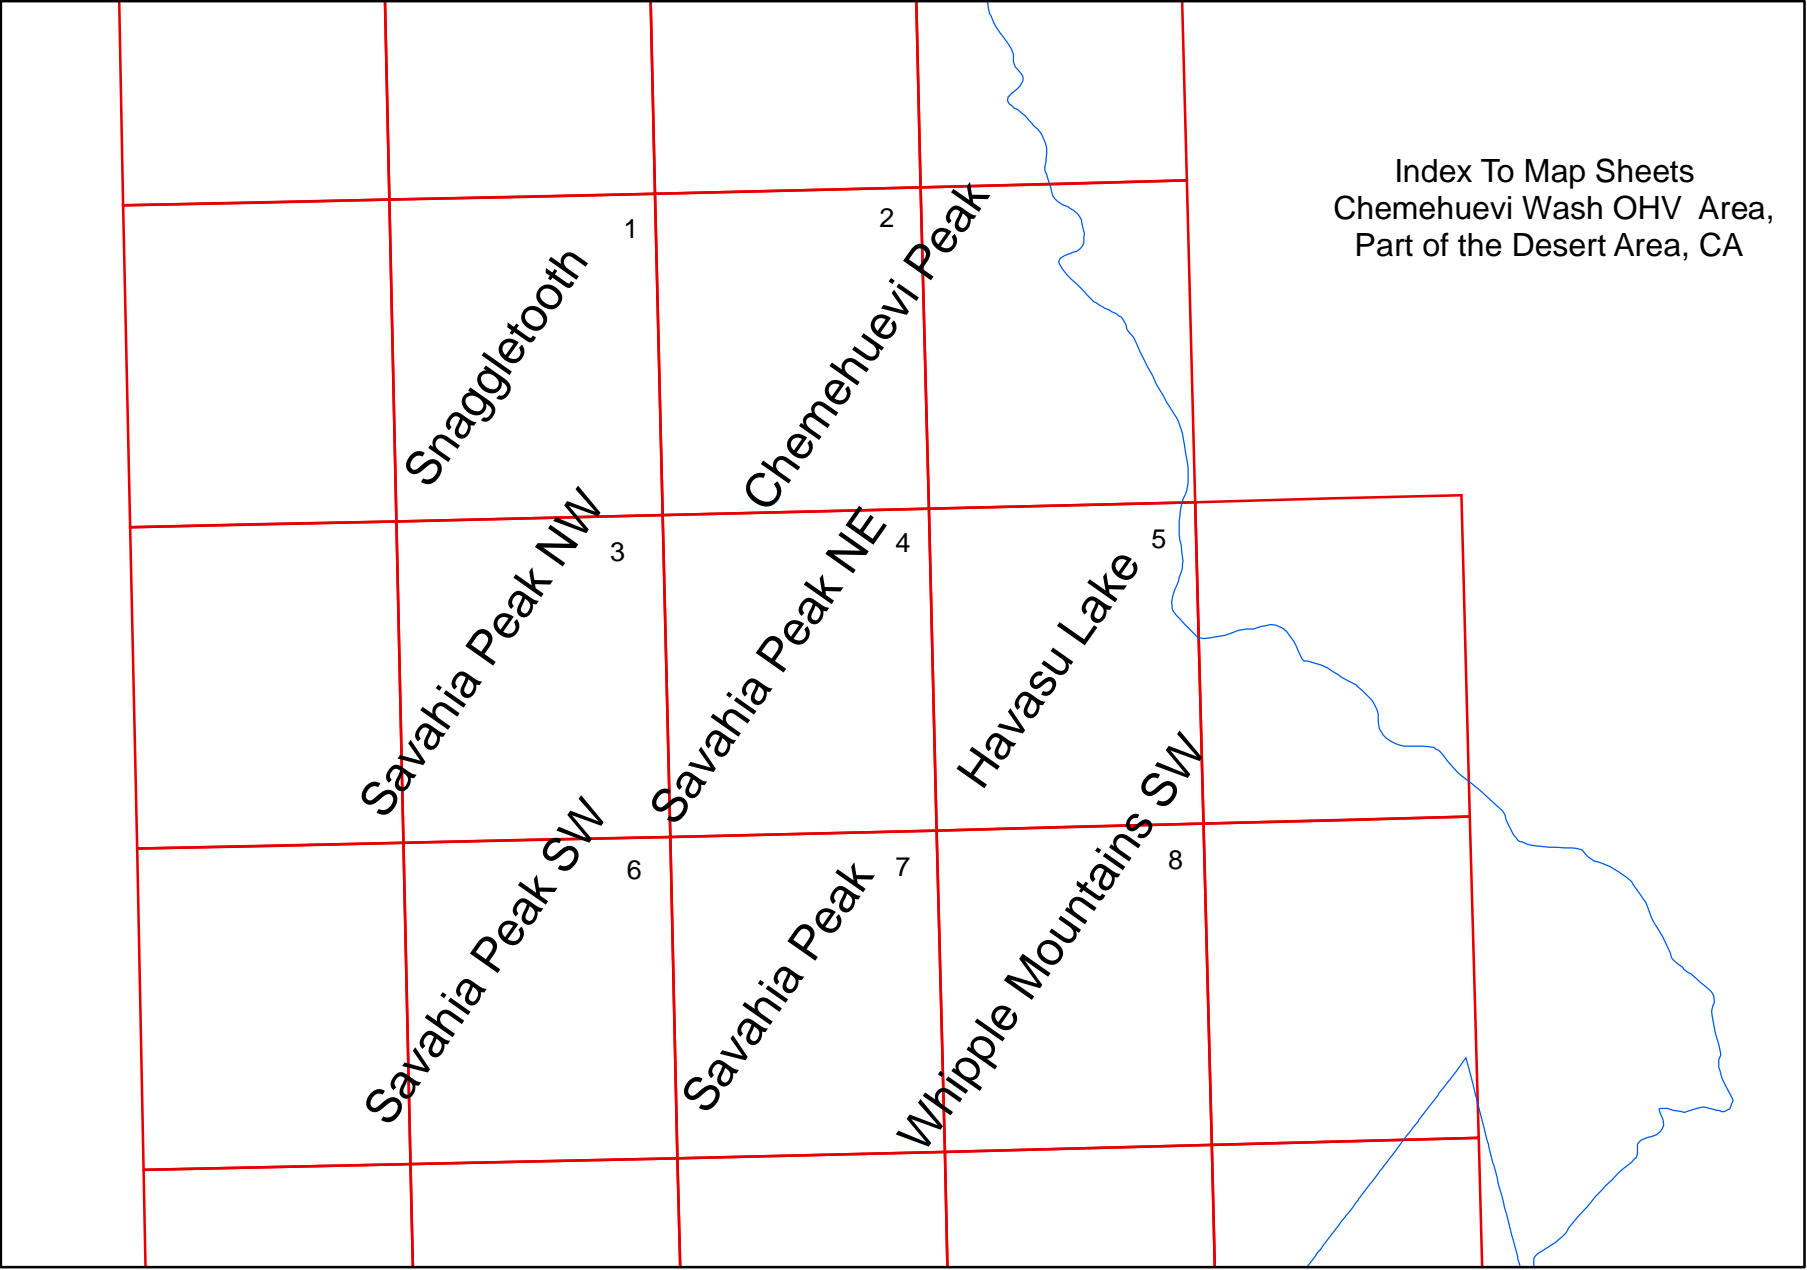 Index To Map Sheets
Chemehuevi Wash OHV Area,
Part of the Desert Area, CA
1
Snaggletooth
2
Chemehuevi Peak
3
Savahia Peak NW
4
Savahia Peak NE
5
Havasu Lake
6
Savahia Peak SW
7
Savahia Peak
8
Whipple Mountains SW